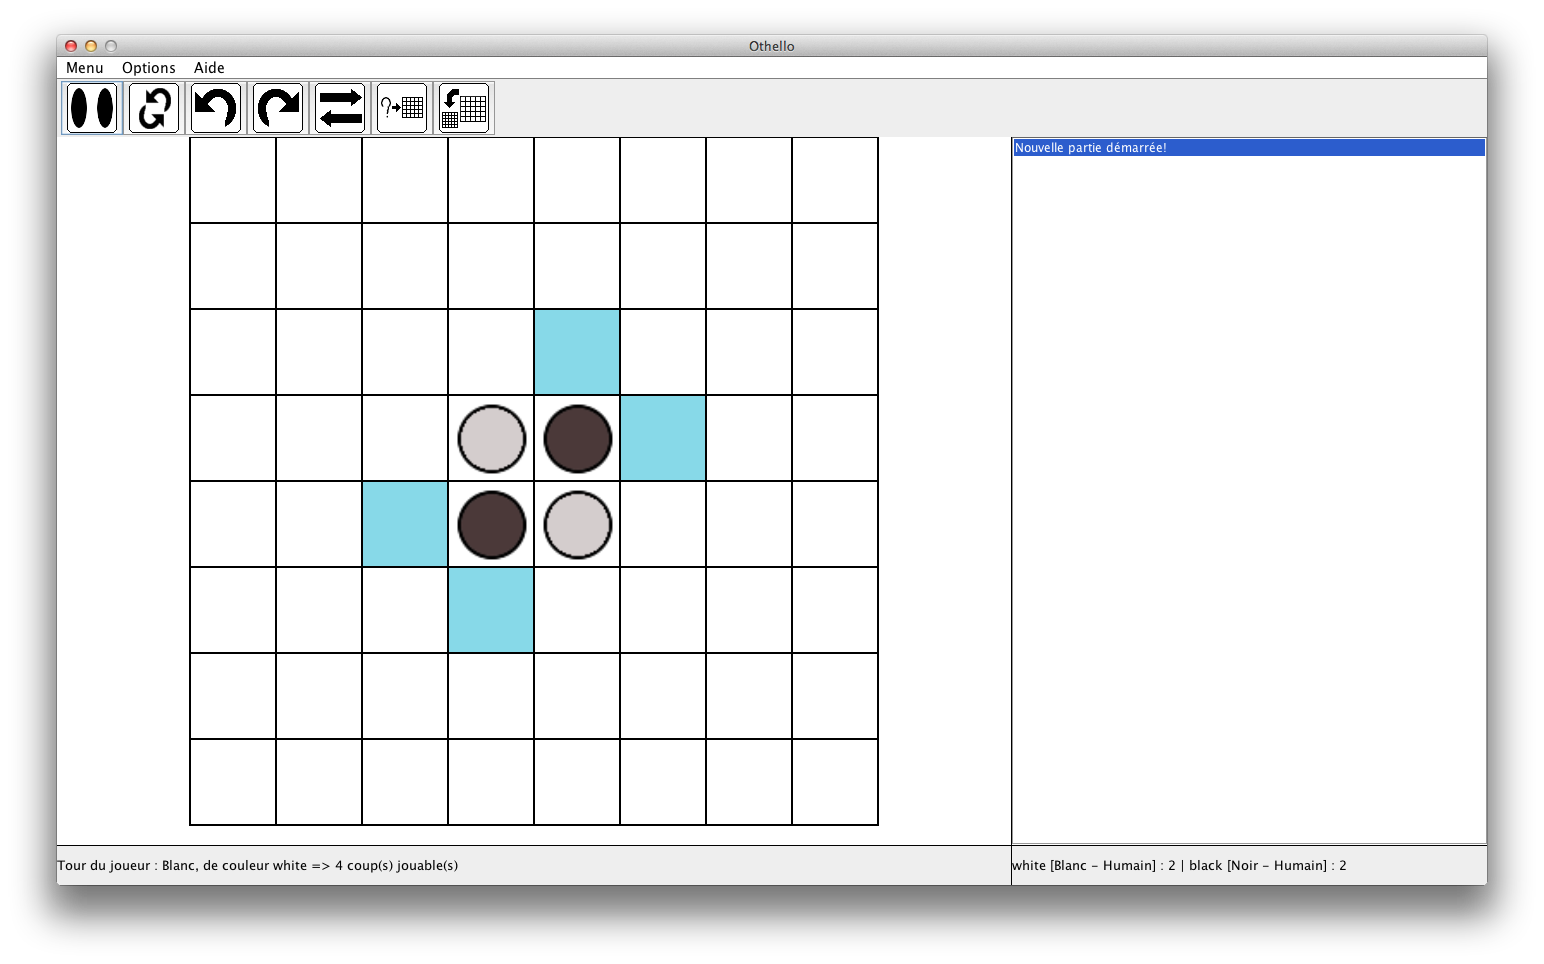 Othello
Menu Options Aide
?
Nouvelle partie démarrée!
Tour du joueur : Blanc, de couleur white => 4 coup(s) jouable(s)
white [Blanc - Humain] : 2 | black [Noir - Humain] : 2